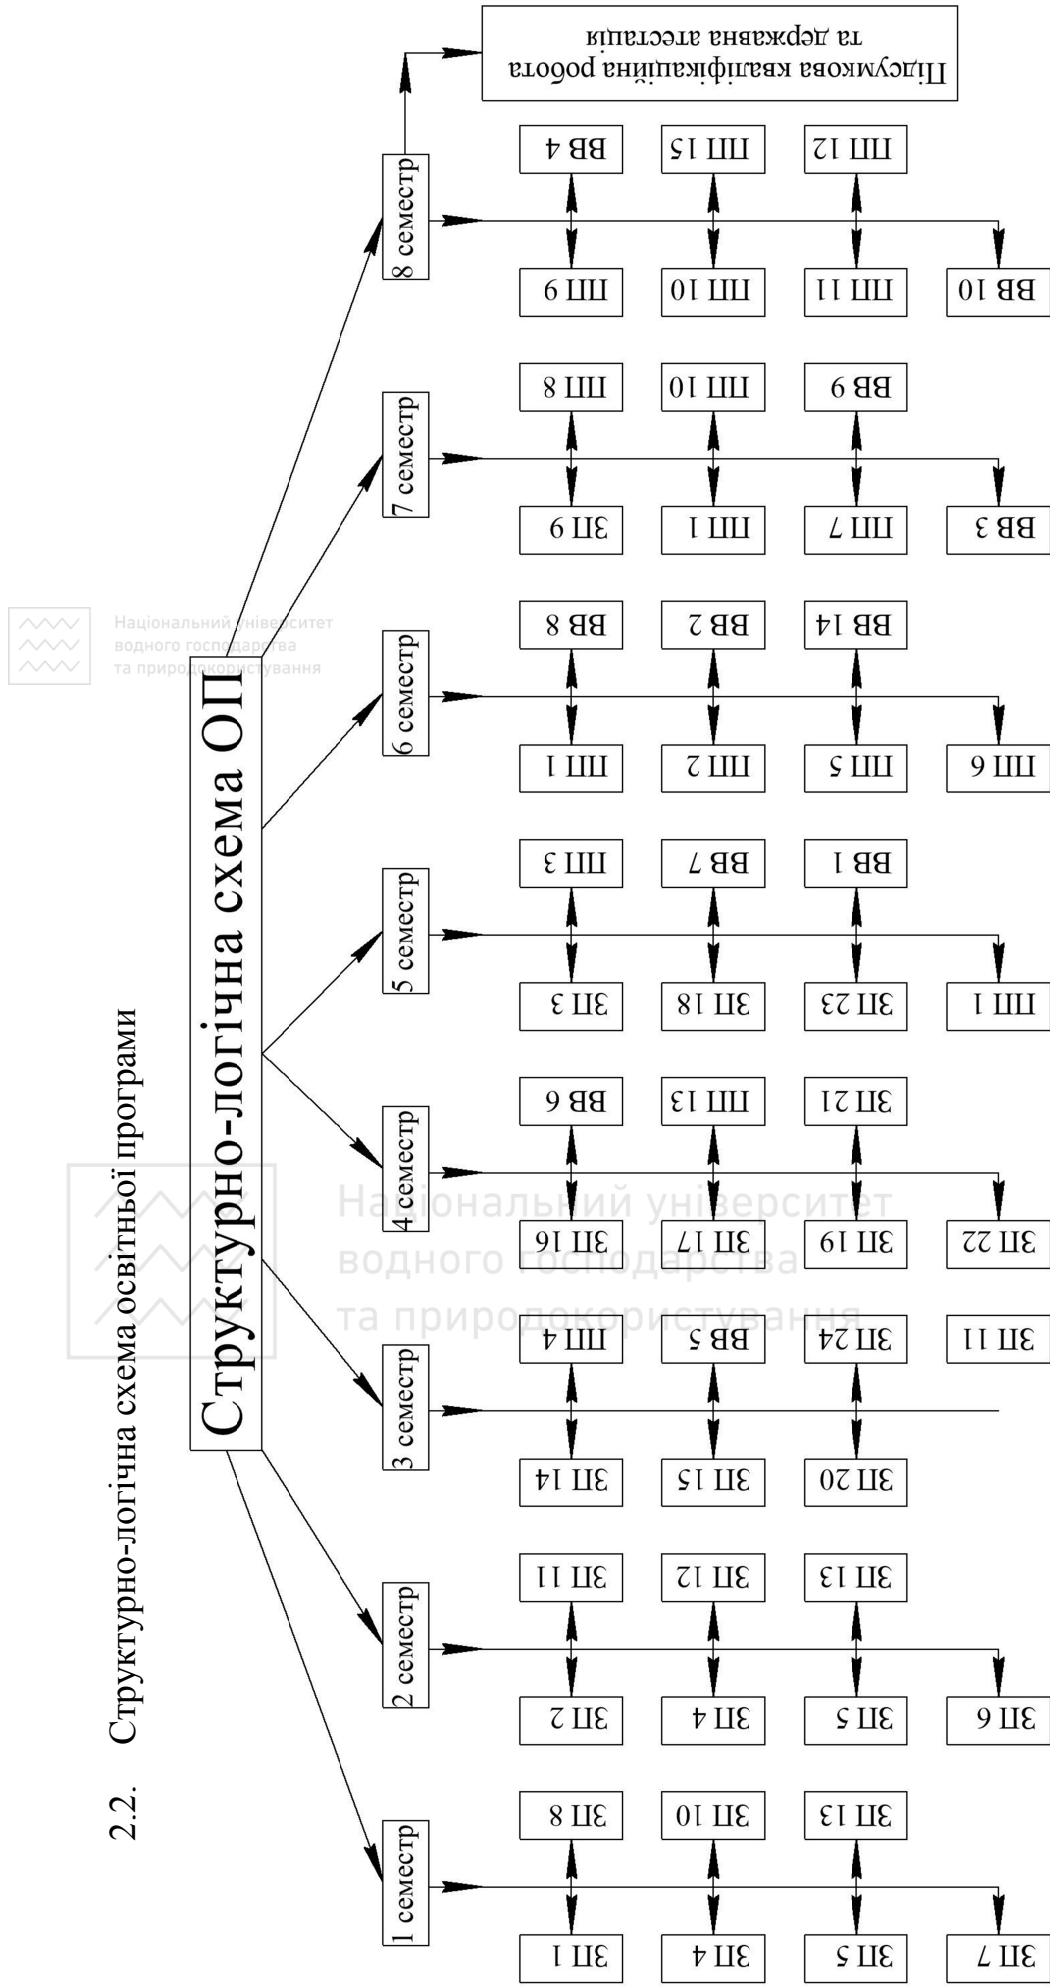 2.2. Структурно-логічна схема освітньої програми
Структурно-логічна схема ОП
1 семестр
ЗП 1
ЗП 8
ЗП 4
ЗП 10
ЗП 5
ЗП 13
ЗП 7
2 семестр
ЗП 2
ЗП 11
ЗП 4
ЗП 12
ЗП 5
ЗП 13
ЗП 6
3 семестр
ЗП 14
ПП 4
ЗП 15
ВВ 5
ЗП 20
ЗП 24
ЗП 11
4 семестр
ЗП 16
ВВ 6
ЗП 17
ПП 13
ЗП 19
ЗП 21
ЗП 22
5 семестр
ЗП 3
ПП 3
ЗП 18
ВВ 7
ЗП 23
ВВ 1
ПП 1
6 семестр
ПП 1
ВВ 8
ПП 2
ВВ 2
ПП 5
ВВ 14
ПП 6
7 семестр
ЗП 9
ПП 8
ПП 1
ПП 10
ПП 7
ВВ 9
ВВ 3
8 семестр
ПП 9
ВВ 4
ПП 10
ПП 15
ПП 11
ПП 12
ВВ 10
Підсумкова кваліфікаційна робота
та державна атестація
Національний університет
водного господарства
та природокористування
Національний університет
водного господарства
та природокористування